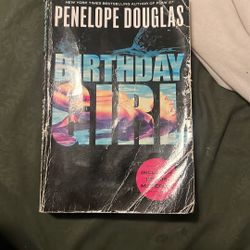 NEW YORK TIMES BESTSELLING AUTHOR OF
PENELOPE DOUGLAS
BIRTHDAY
GIRL